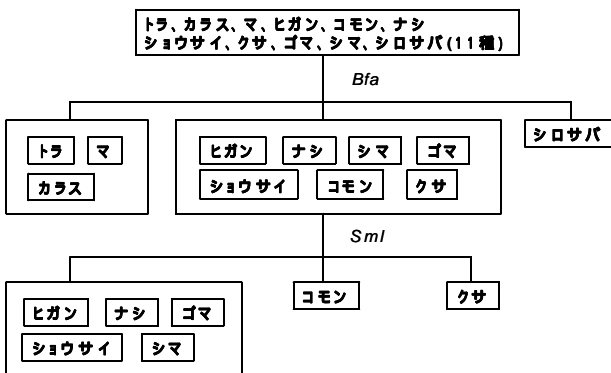 トラ、カラス、マ、ヒガン、コモン、ナシ
ショウサイ、クサ、ゴマ、シマ、シロサバ(11種)
Bfa
トラ マ
カラス
ヒガン ナシ シマ ゴマ
ショウサイ コモン クサ
シロサバ
SmI
ヒガン ナシ ゴマ
ショウサイ シマ
コモン
クサ